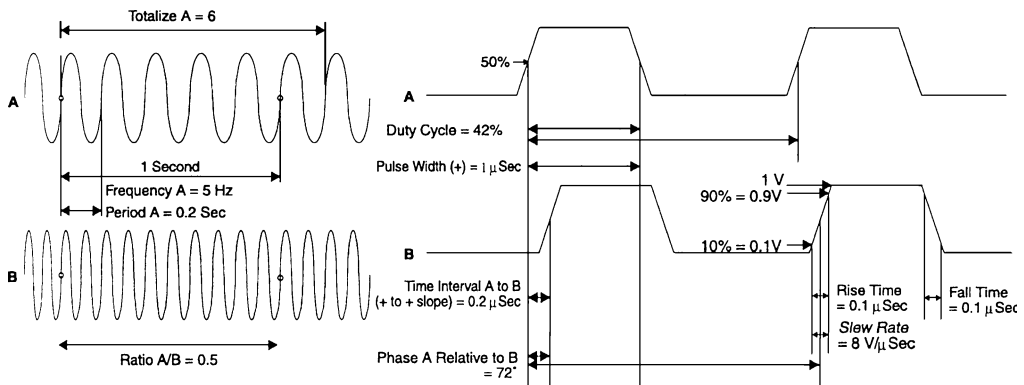 Totalize A = 6
A
1 Second
Frequency A = 5 Hz
Period A = 0.2 Sec
B
Ratio A/B = 0.5
50%
A
Duty Cycle = 42%
Pulse Width (+) = 1 µSec
1 V
90% = 0.9V
10% = 0.1V
B
Time Interval A to B
(+ to + slope) = 0.2 µSec
Rise Time
= 0.1 µSec
Fall Time
= 0.1 µSec
Slew Rate
= 8 V/µSec
Phase A Relative to B
= 72°